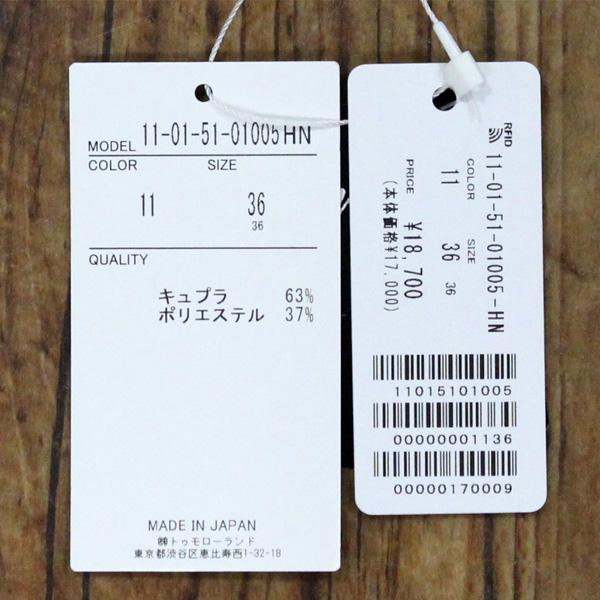 MODEL 11-01-51-01005HN
COLOR SIZE
11 36
36
QUALITY
キュプラ 63%
ポリエステル 37%
MADE IN JAPAN
㈱トゥモローランド
東京都渋谷区恵比寿西1-32-18
RFID
11-01-51-01005-HN
COLOR SIZE
11 36 36
PRICE ¥18,700
(本体価格¥17,000)
11015101005
00000001136
00000170009